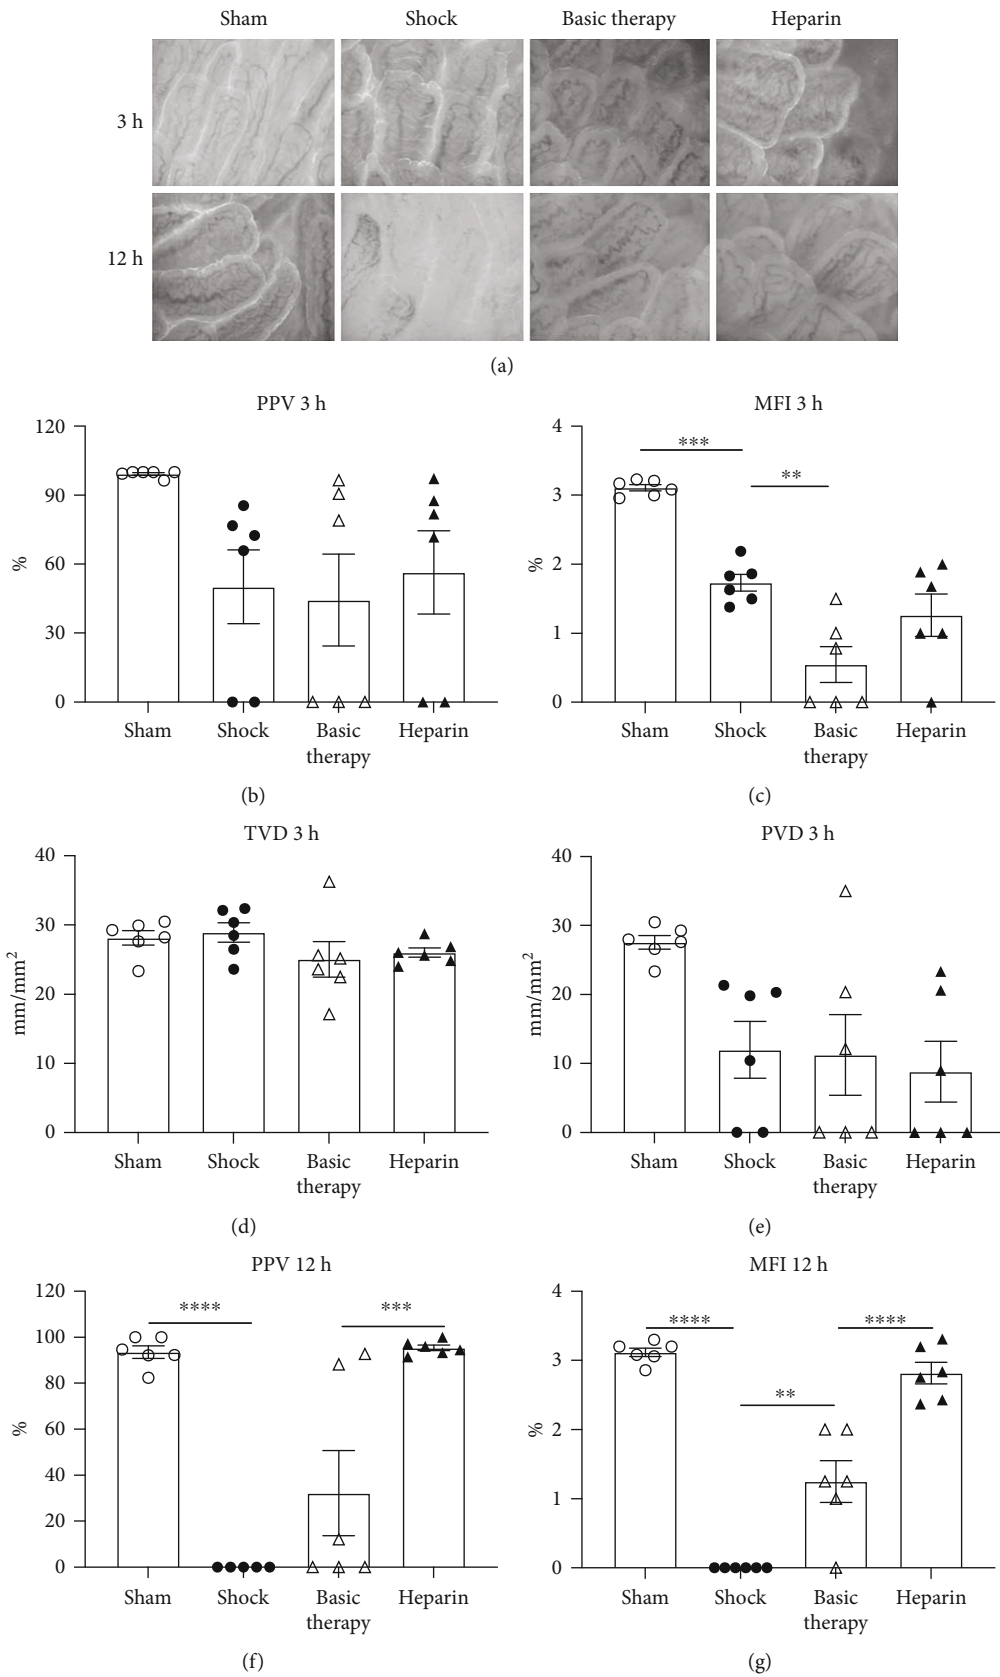 Sham Shock Basic therapy Heparin
3 h
12 h
(a)
PPV 3 h
120
90
60
30
0
%
Sham Shock Basic therapy Heparin
(b)
MFI 3 h
4
3
2
1
0
%
***
**
Sham Shock Basic therapy Heparin
(c)
TVD 3 h
40
30
20
10
0
mm/mm²
Sham Shock Basic therapy Heparin
(d)
PVD 3 h
40
30
20
10
0
mm/mm²
Sham Shock Basic therapy Heparin
(e)
PPV 12 h
120
100
80
60
40
20
0
%
****
***
Sham Shock Basic therapy Heparin
(f)
MFI 12 h
4
3
2
1
0
%
****
****
**
Sham Shock Basic therapy Heparin
(g)